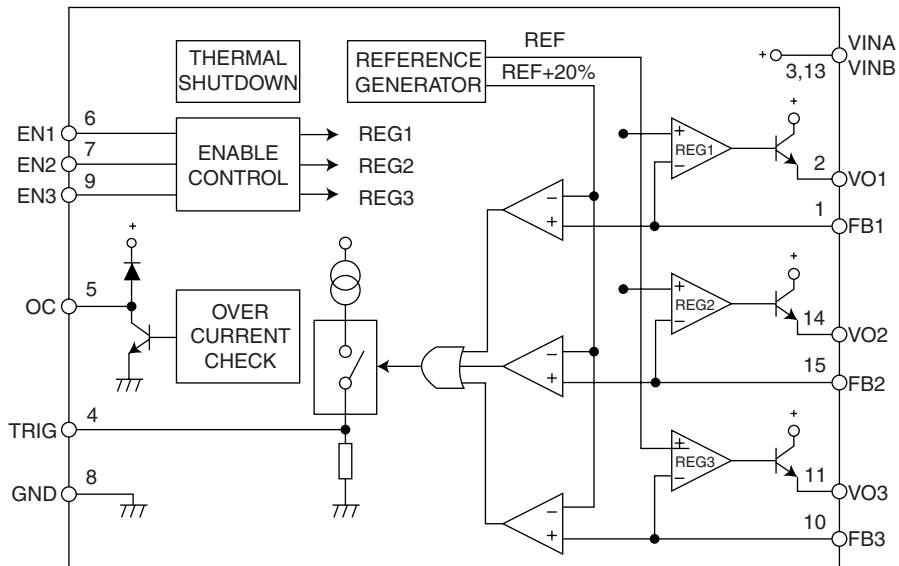 THERMAL
SHUTDOWN
REFERENCE
GENERATOR
REF
REF+20%
+
3,13
VINA
VINB
EN1
6
EN2
7
EN3
9
ENABLE
CONTROL
REG1
REG2
REG3
+
REG1
−
+
2
VO1
1
FB1
−
+
+
OC
5
OVER
CURRENT
CHECK
+
REG2
−
+
14
VO2
15
FB2
−
+
TRIG
4
GND
8
+
REG3
−
+
11
VO3
10
FB3
−
+